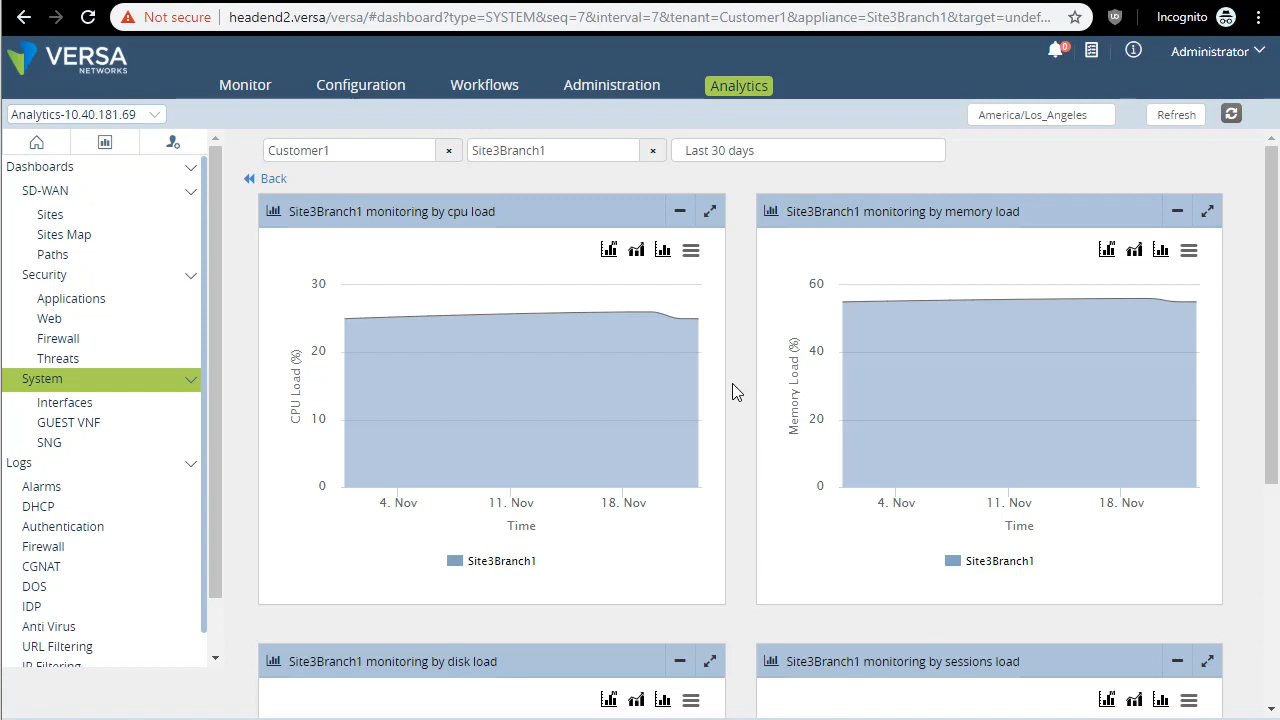 Not secure headend2.versa/versa/#dashboard?type=SYSTEM&seq=7&interval=7&tenant=Customer1&appliance=Site3Branch1&target=undef... Incognito
VERSA
NETWORKS
0
Administrator
Monitor Configuration Workflows Administration Analytics
Analytics-10.40.181.69 America/Los_Angeles Refresh
Dashboards
SD-WAN
Sites
Sites Map
Paths
Security
Applications
Web
Firewall
Threats
System
Interfaces
GUEST VNF
SNG
Logs
Alarms
DHCP
Authentication
Firewall
CGNAT
DOS
IDP
Anti Virus
URL Filtering
IP Filtering
Customer1 × Site3Branch1 × Last 30 days
Back
Site3Branch1 monitoring by cpu load
30
20
10
0
CPU Load (%)
4. Nov 11. Nov 18. Nov
Time
Site3Branch1
Site3Branch1 monitoring by memory load
60
40
20
0
Memory Load (%)
4. Nov 11. Nov 18. Nov
Time
Site3Branch1
Site3Branch1 monitoring by disk load
Site3Branch1 monitoring by sessions load